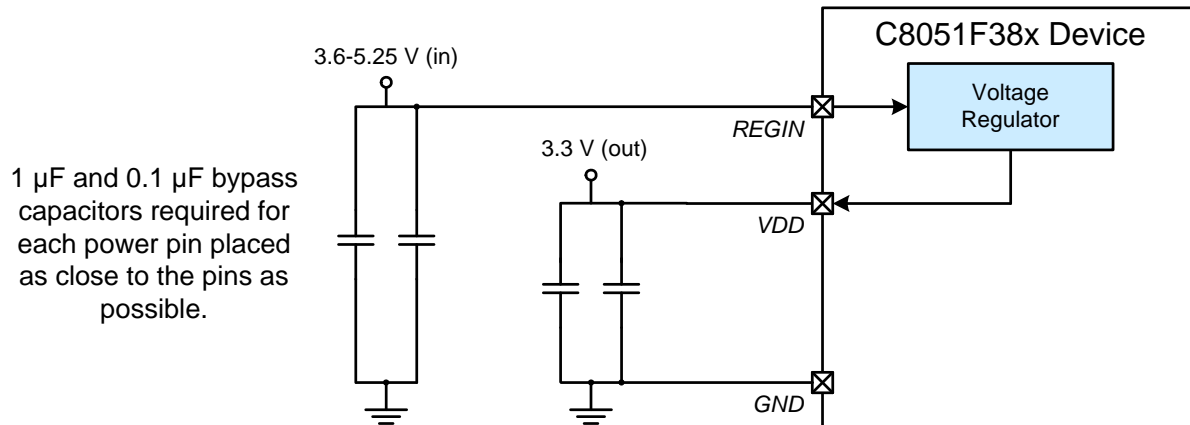 C8051F38x Device
3.6-5.25 V (in)
Voltage
Regulator
REGIN
3.3 V (out)
1 µF and 0.1 µF bypass
capacitors required for
each power pin placed
as close to the pins as
possible.
VDD
GND